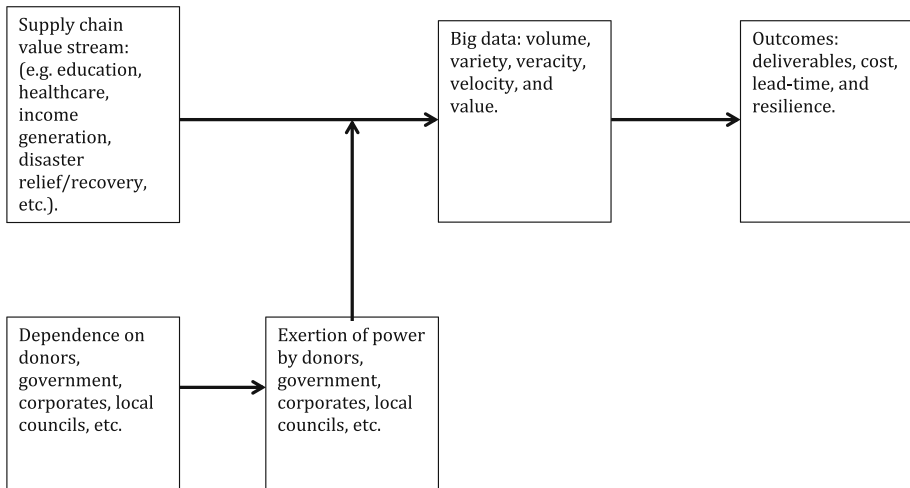 Supply chain
value stream:
(e.g. education,
healthcare,
income
generation,
disaster
relief/recovery,
etc.).
Big data: volume,
variety, veracity,
velocity, and
value.
Outcomes:
deliverables, cost,
lead-time, and
resilience.
Dependence on
donors,
government,
corporates, local
councils, etc.
Exertion of power
by donors,
government,
corporates, local
councils, etc.